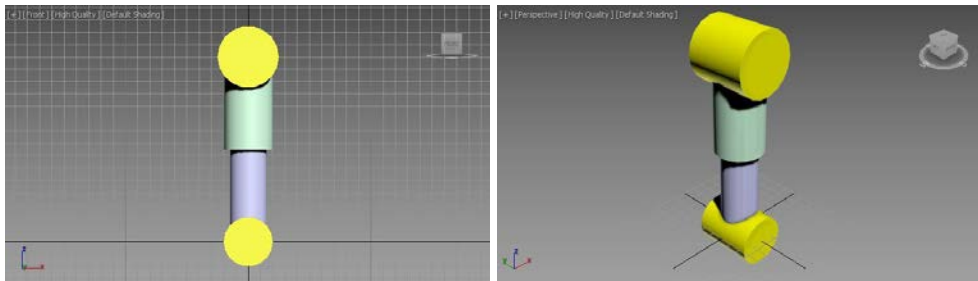 [+] [Front] [High Quality] [Default Shading]
[+] [Perspective] [High Quality] [Default Shading]
z
x
z
y
x